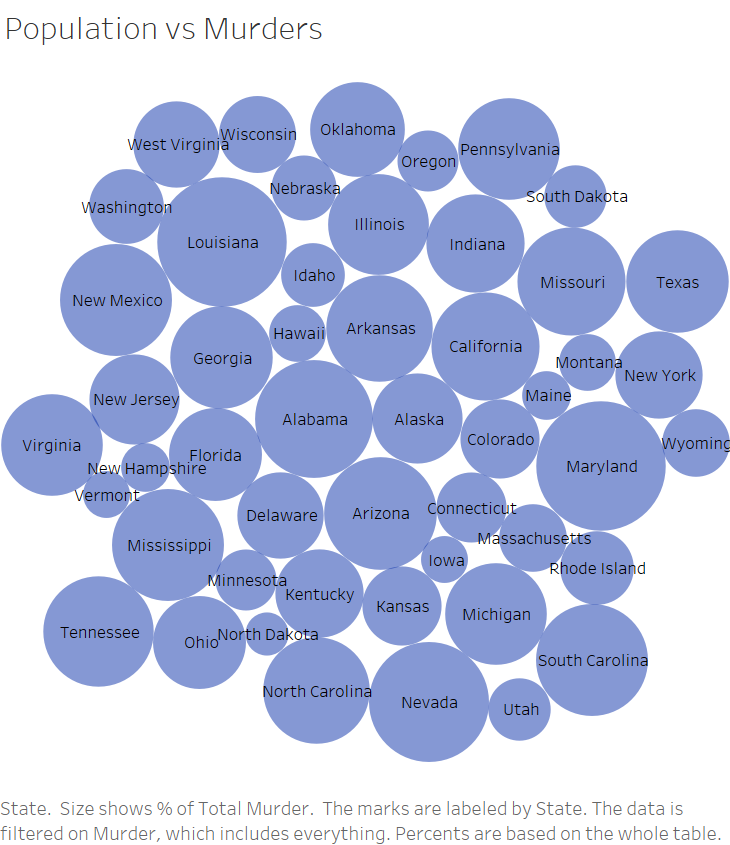 Population vs Murders
Oklahoma
Wisconsin
West Virginia
Pennsylvania
Oregon
Nebraska
South Dakota
Washington
Illinois
Louisiana
Indiana
Idaho
Missouri
Texas
New Mexico
Arkansas
Hawaii
California
Georgia
Montana
New York
Maine
New Jersey
Alabama
Alaska
Colorado
Wyoming
Virginia
Florida
Maryland
New Hampshire
Vermont
Connecticut
Arizona
Delaware
Massachusetts
Mississippi
Iowa
Rhode Island
Minnesota
Kentucky
Kansas
Michigan
Tennessee
North Dakota
Ohio
South Carolina
North Carolina
Nevada
Utah
State.  Size shows % of Total Murder.  The marks are labeled by State. The data is
filtered on Murder, which includes everything. Percents are based on the whole table.